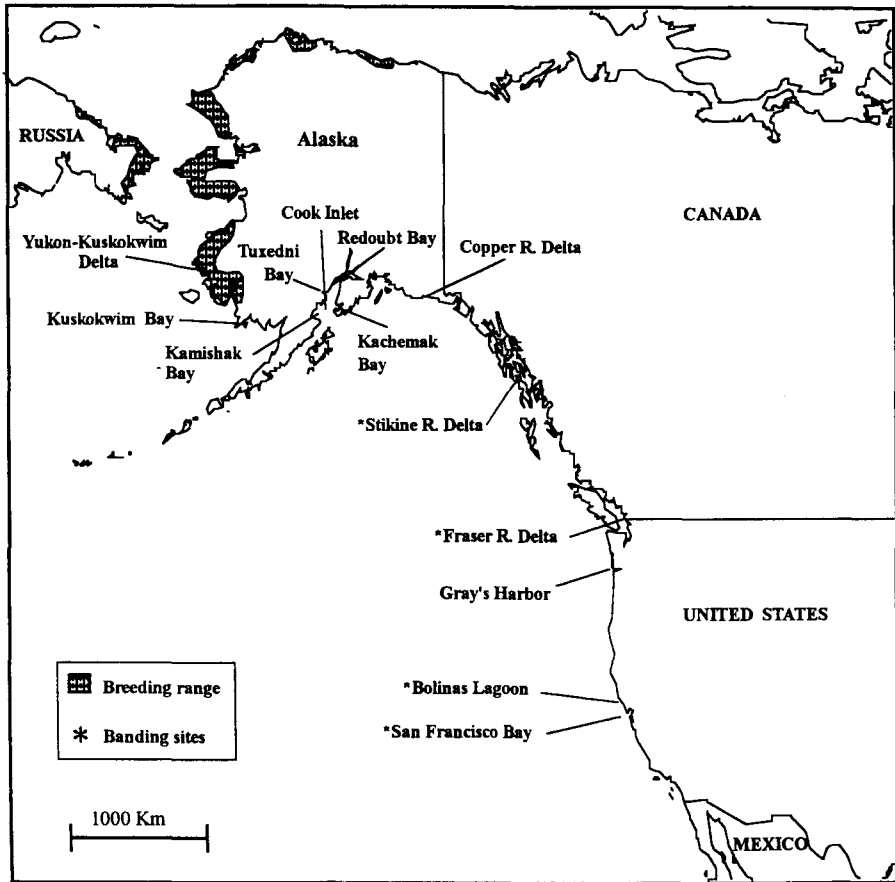 RUSSIA
Alaska
CANADA
Cook Inlet
Redoubt Bay
Copper R. Delta
Yukon-Kuskokwim
Delta
Tuxedni
Bay
Kuskokwim Bay
Kamishak
Bay
Kachemak
Bay
*Stikine R. Delta
*Fraser R. Delta
Gray's Harbor
UNITED STATES
*Bolinas Lagoon
*San Francisco Bay
Breeding range
* Banding sites
1000 Km
MEXICO